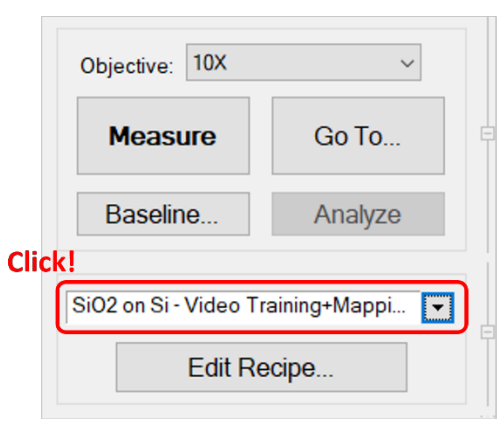 Objective: 10X
Measure Go To...
Baseline... Analyze
Click!
SiO2 on Si - Video Training+Mappi...
Edit Recipe...